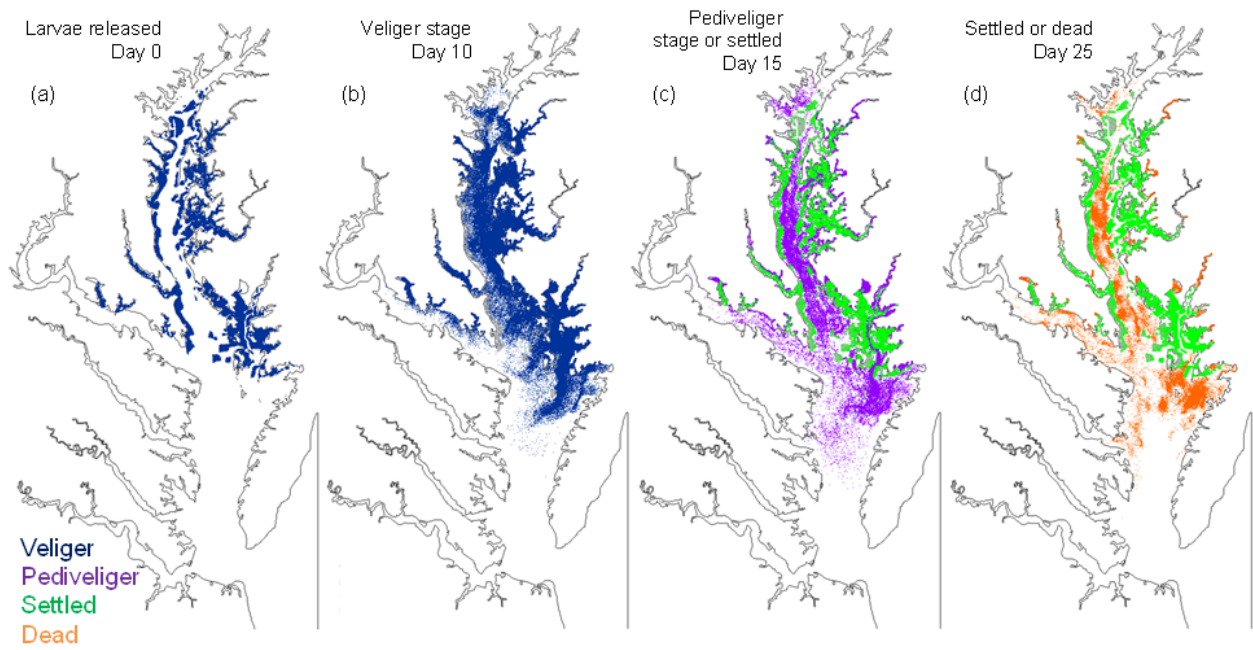 Larvae released
Day 0
(a)
Veliger stage
Day 10
(b)
Pediveliger
stage or settled
Day 15
(c)
Settled or dead
Day 25
(d)
Veliger
Pediveliger
Settled
Dead